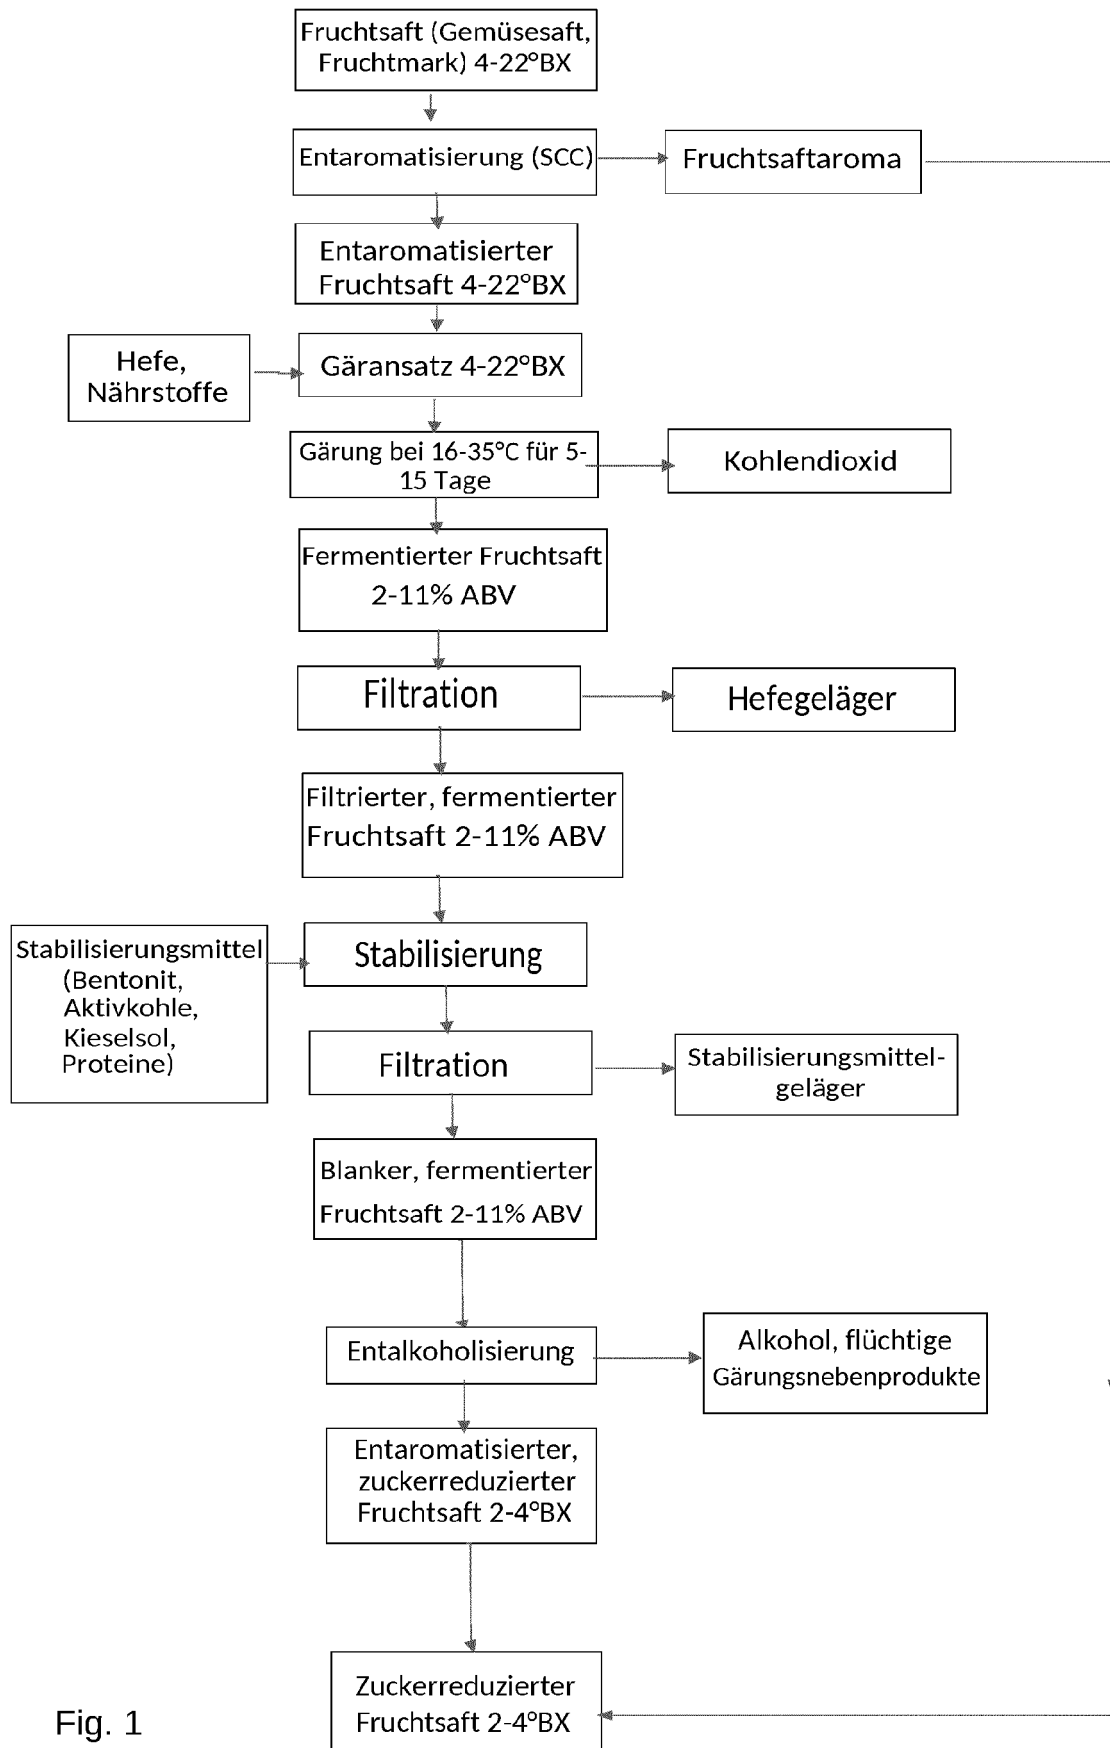 Fruchtsaft (Gemüsesaft,
Fruchtmark) 4-22°BX
Entaromatisierung (SCC)
Fruchtsaftaroma
Entaromatisierter
Fruchtsaft 4-22°BX
Hefe,
Nährstoffe
Gäransatz 4-22°BX
Gärung bei 16-35°C für 5-
15 Tage
Kohlendioxid
Fermentierter Fruchtsaft
2-11% ABV
Filtration
Hefegeläger
Filtrierter, fermentierter
Fruchtsaft 2-11% ABV
Stabilisierungsmittel
(Bentonit,
Aktivkohle,
Kieselsol,
Proteine)
Stabilisierung
Filtration
Stabilisierungsmittel-
geläger
Blanker, fermentierter
Fruchtsaft 2-11% ABV
Entalkoholisierung
Alkohol, flüchtige
Gärungsnebenprodukte
Entaromatisierter,
zuckerreduzierter
Fruchtsaft 2-4°BX
Zuckerreduzierter
Fruchtsaft 2-4°BX
Fig. 1